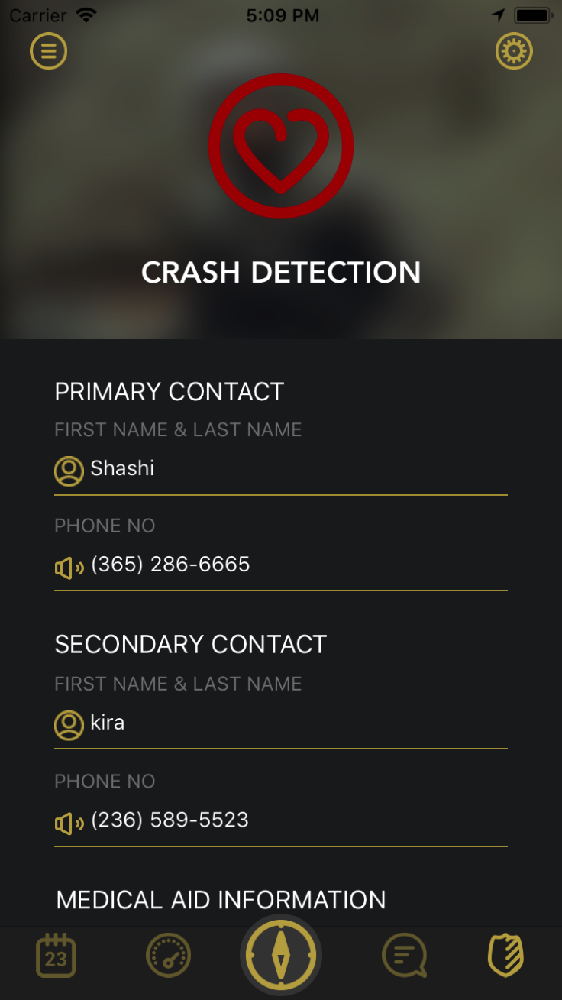 Carrier 5:09 PM
CRASH DETECTION
PRIMARY CONTACT
FIRST NAME & LAST NAME
Shashi
PHONE NO
(365) 286-6665
SECONDARY CONTACT
FIRST NAME & LAST NAME
kira
PHONE NO
(236) 589-5523
MEDICAL AID INFORMATION
23